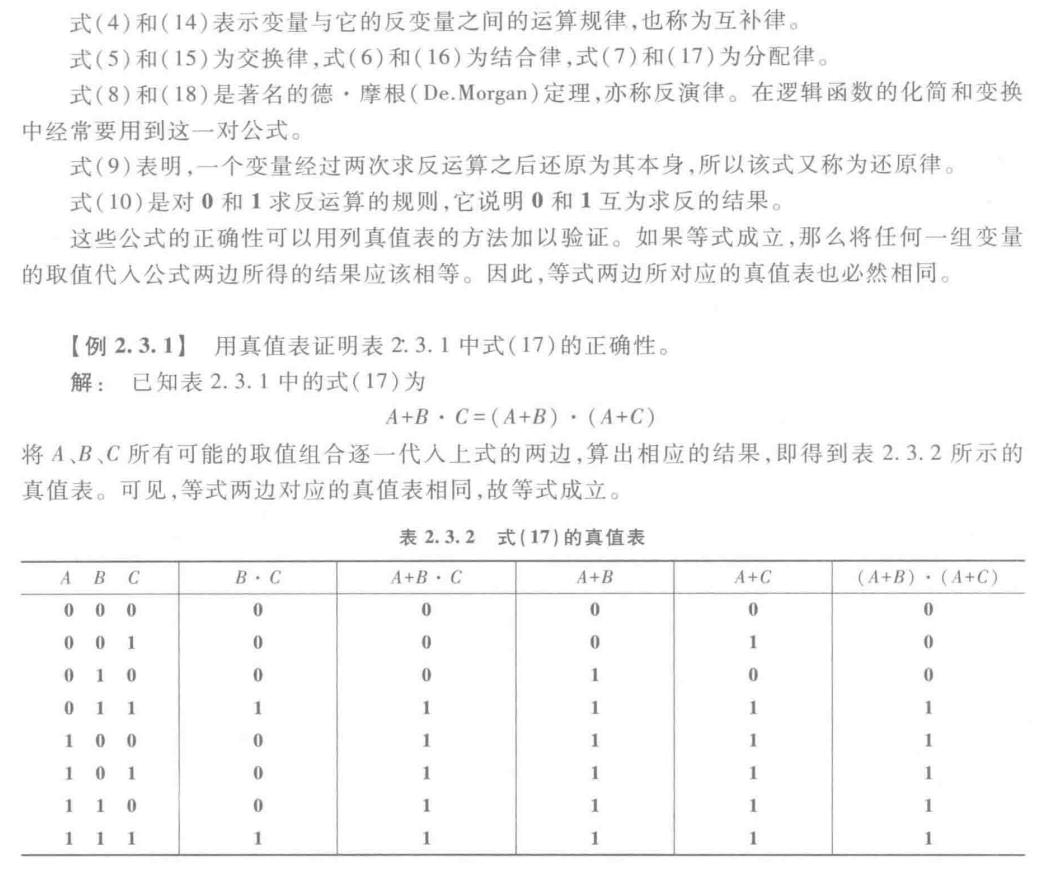 式(4)和(14)表示变量与它的反变量之间的运算规律,也称为互补律。
式(5)和(15)为交换律,式(6)和(16)为结合律,式(7)和(17)为分配律。
式(8)和(18)是著名的德·摩根(De.Morgan)定理,亦称反演律。在逻辑函数的化简和变换
中经常要用到这一对公式。
式(9)表明,一个变量经过两次求反运算之后还原为其本身,所以该式又称为还原律。
式(10)是对 0 和 1 求反运算的规则,它说明 0 和 1 互为求反的结果。
这些公式的正确性可以用列真值表的方法加以验证。如果等式成立,那么将任何一组变量
的取值代入公式两边所得的结果应该相等。因此,等式两边所对应的真值表也必然相同。
【例 2.3.1】 用真值表证明表 2.3.1 中式(17)的正确性。
解: 已知表 2.3.1 中的式(17)为
A+B·C=(A+B)·(A+C)
将 A、B、C 所有可能的取值组合逐一代入上式的两边,算出相应的结果,即得到表 2.3.2 所示的
真值表。可见,等式两边对应的真值表相同,故等式成立。
表 2.3.2 式(17)的真值表
A B C B·C A+B·C A+B A+C (A+B)·(A+C)
0 0 0 0 0 0 0 0
0 0 1 0 0 0 1 0
0 1 0 0 0 1 0 0
0 1 1 1 1 1 1 1
1 0 0 0 1 1 1 1
1 0 1 0 1 1 1 1
1 1 0 0 1 1 1 1
1 1 1 1 1 1 1 1